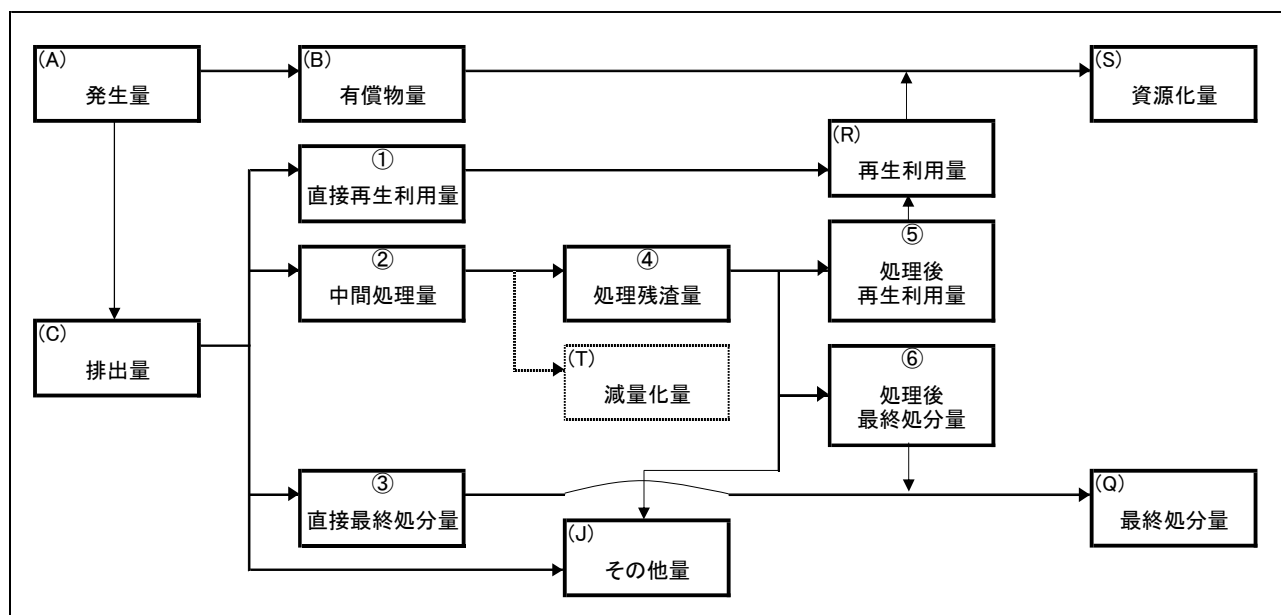 (A)
発生量
(B)
有償物量
(S)
資源化量
①
直接再生利用量
(R)
再生利用量
②
中間処理量
④
処理残渣量
⑤
処理後
再生利用量
(C)
排出量
(T)
減量化量
⑥
処理後
最終処分量
③
直接最終処分量
(J)
その他量
(Q)
最終処分量